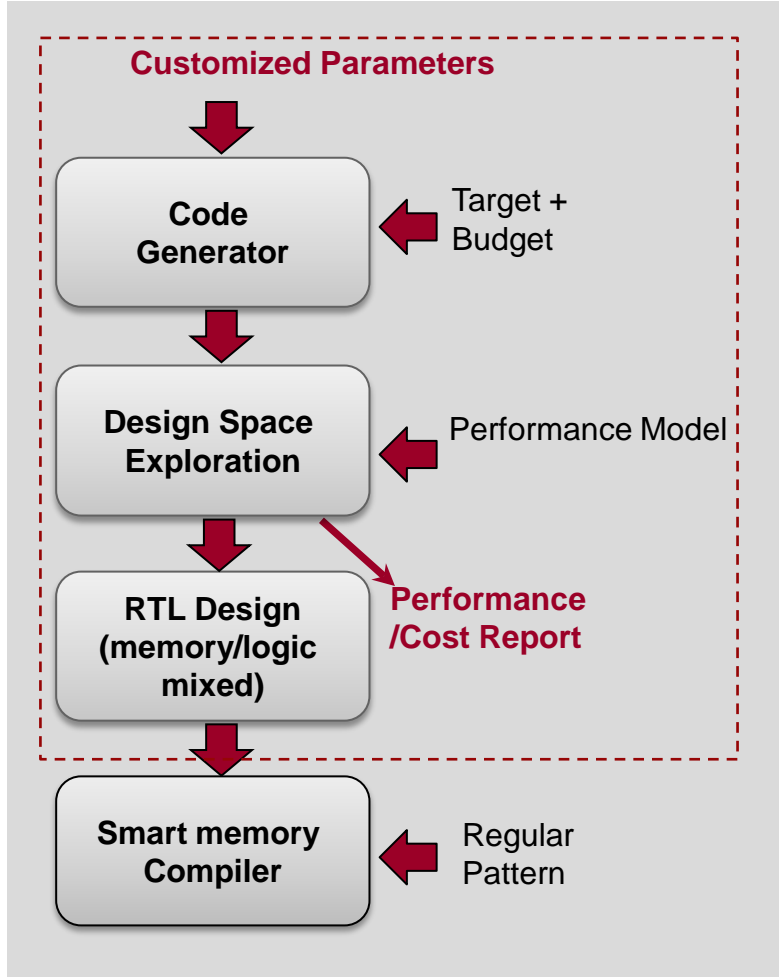 Customized Parameters
Code
Generator
Target +
Budget
Design Space
Exploration
Performance Model
RTL Design
(memory/logic
mixed)
Performance
/Cost Report
Smart memory
Compiler
Regular
Pattern